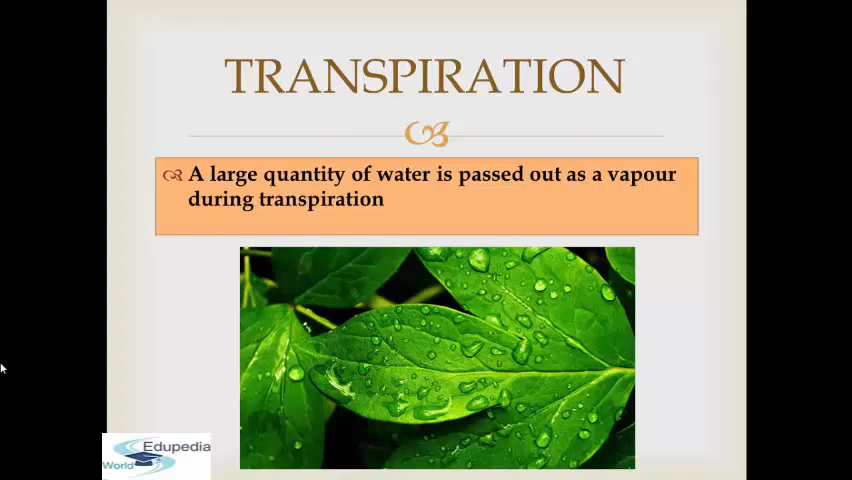 TRANSPIRATION
A large quantity of water is passed out as a vapour
during transpiration
Edupedia
World